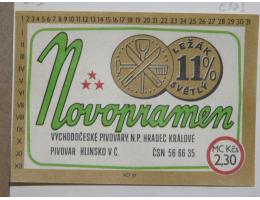 1 2 3 4 5 6 7 8 9 10 11 12 13 14 15 16 17 18 19 20 21 22 23 24 25 26 27 28 29 30 31
LEŽÁK
11%
SVĚTLÝ
Novopramen
VÝCHODOČESKÉ PIVOVARY, N.P., HRADEC KRÁLOVÉ
PIVOVAR HLINSKO V Č. ČSN 56 66 35
MC Kčs
2,30